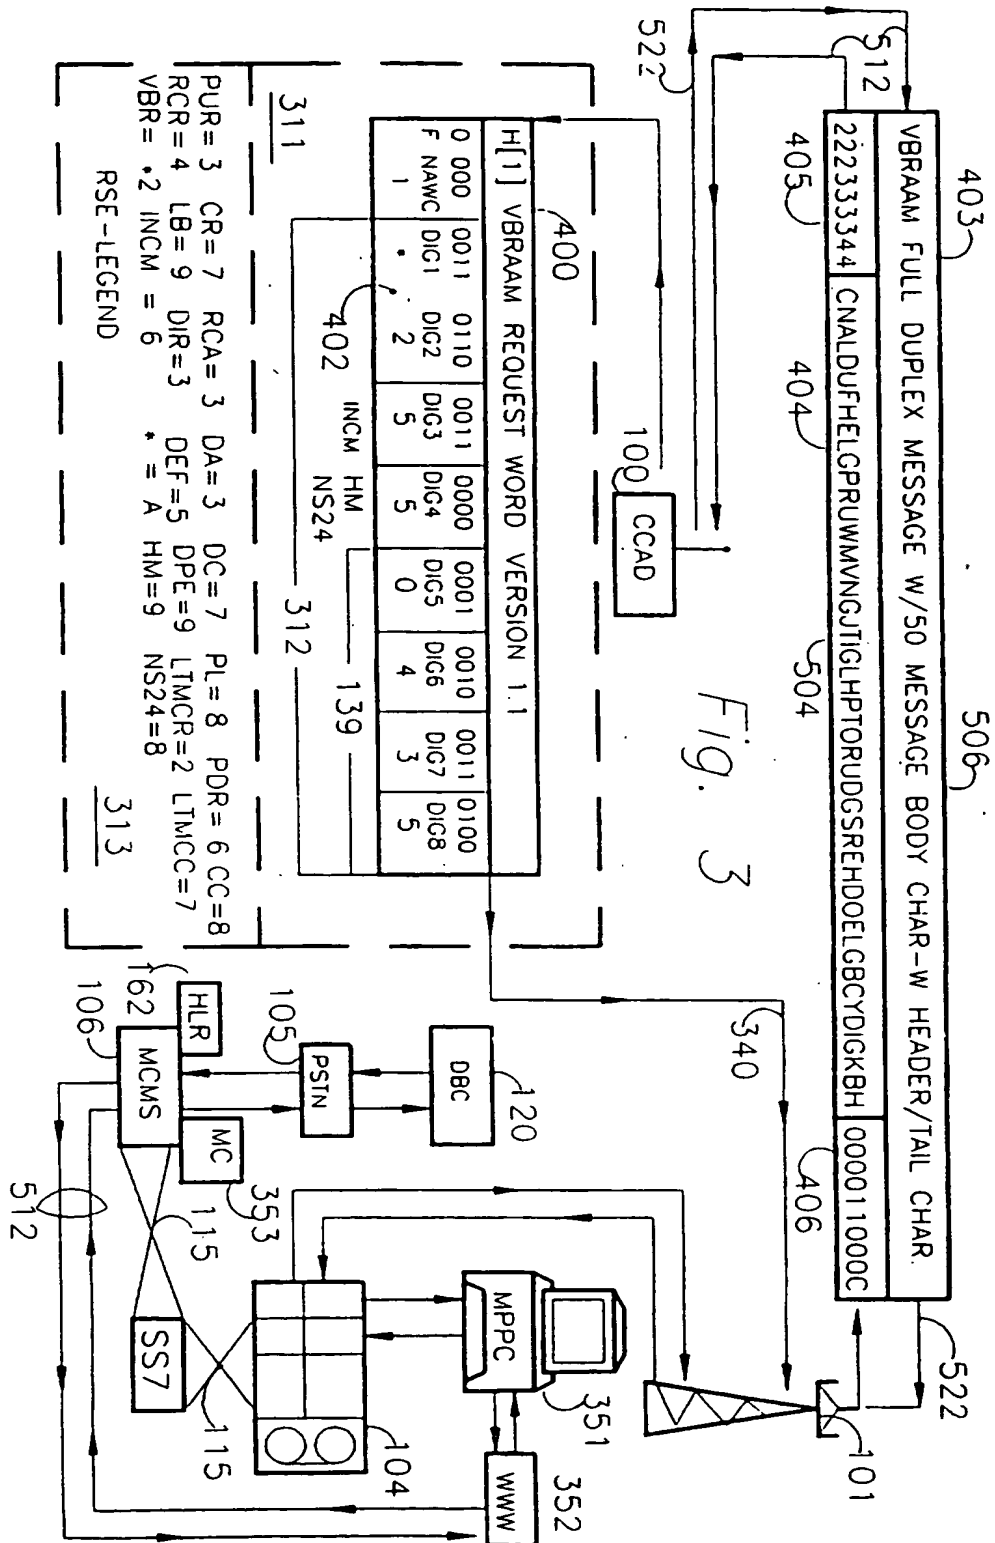 403
506
VBRAAM FULL DUPLEX MESSAGE W/50 MESSAGE BODY CHAR-W HEADER/TAIL CHAR.
22233344 CNALDUFHELGPRUWMVNGJTIGLHPTORUDGSREHDOELGBCYDIGKBH 000011000C
512
522
405
404
504
406
522
101
100
CCAD
Fig. 3
340
311
400
H[1] VBRAAM REQUEST WORD VERSION 1.1
0 000 0011 0110 0011 0000 0001 0010 0011 0100
F NAWC DIG1 DIG2 DIG3 DIG4 DIG5 DIG6 DIG7 DIG8
1 • 2 5 5 0 4 3 5
402
INCM HM
NS24
139
312
PUR= 3 CR= 7 RCA= 3 DA= 3 DC=7 PL= 8 PDR= 6 CC=8
RCR= 4 LB= 9 DIR=3 DEF=5 DPE=9 LTMCR=2 LTMCC=7
VBR= •2 INCM = 6 * = A HM=9 NS24=8
RSE-LEGEND
313
120
DBC
105
PSTN
162
HLR
106
MCMS
MC
353
512
115
SS7
115
104
MPPC
351
WWW
352